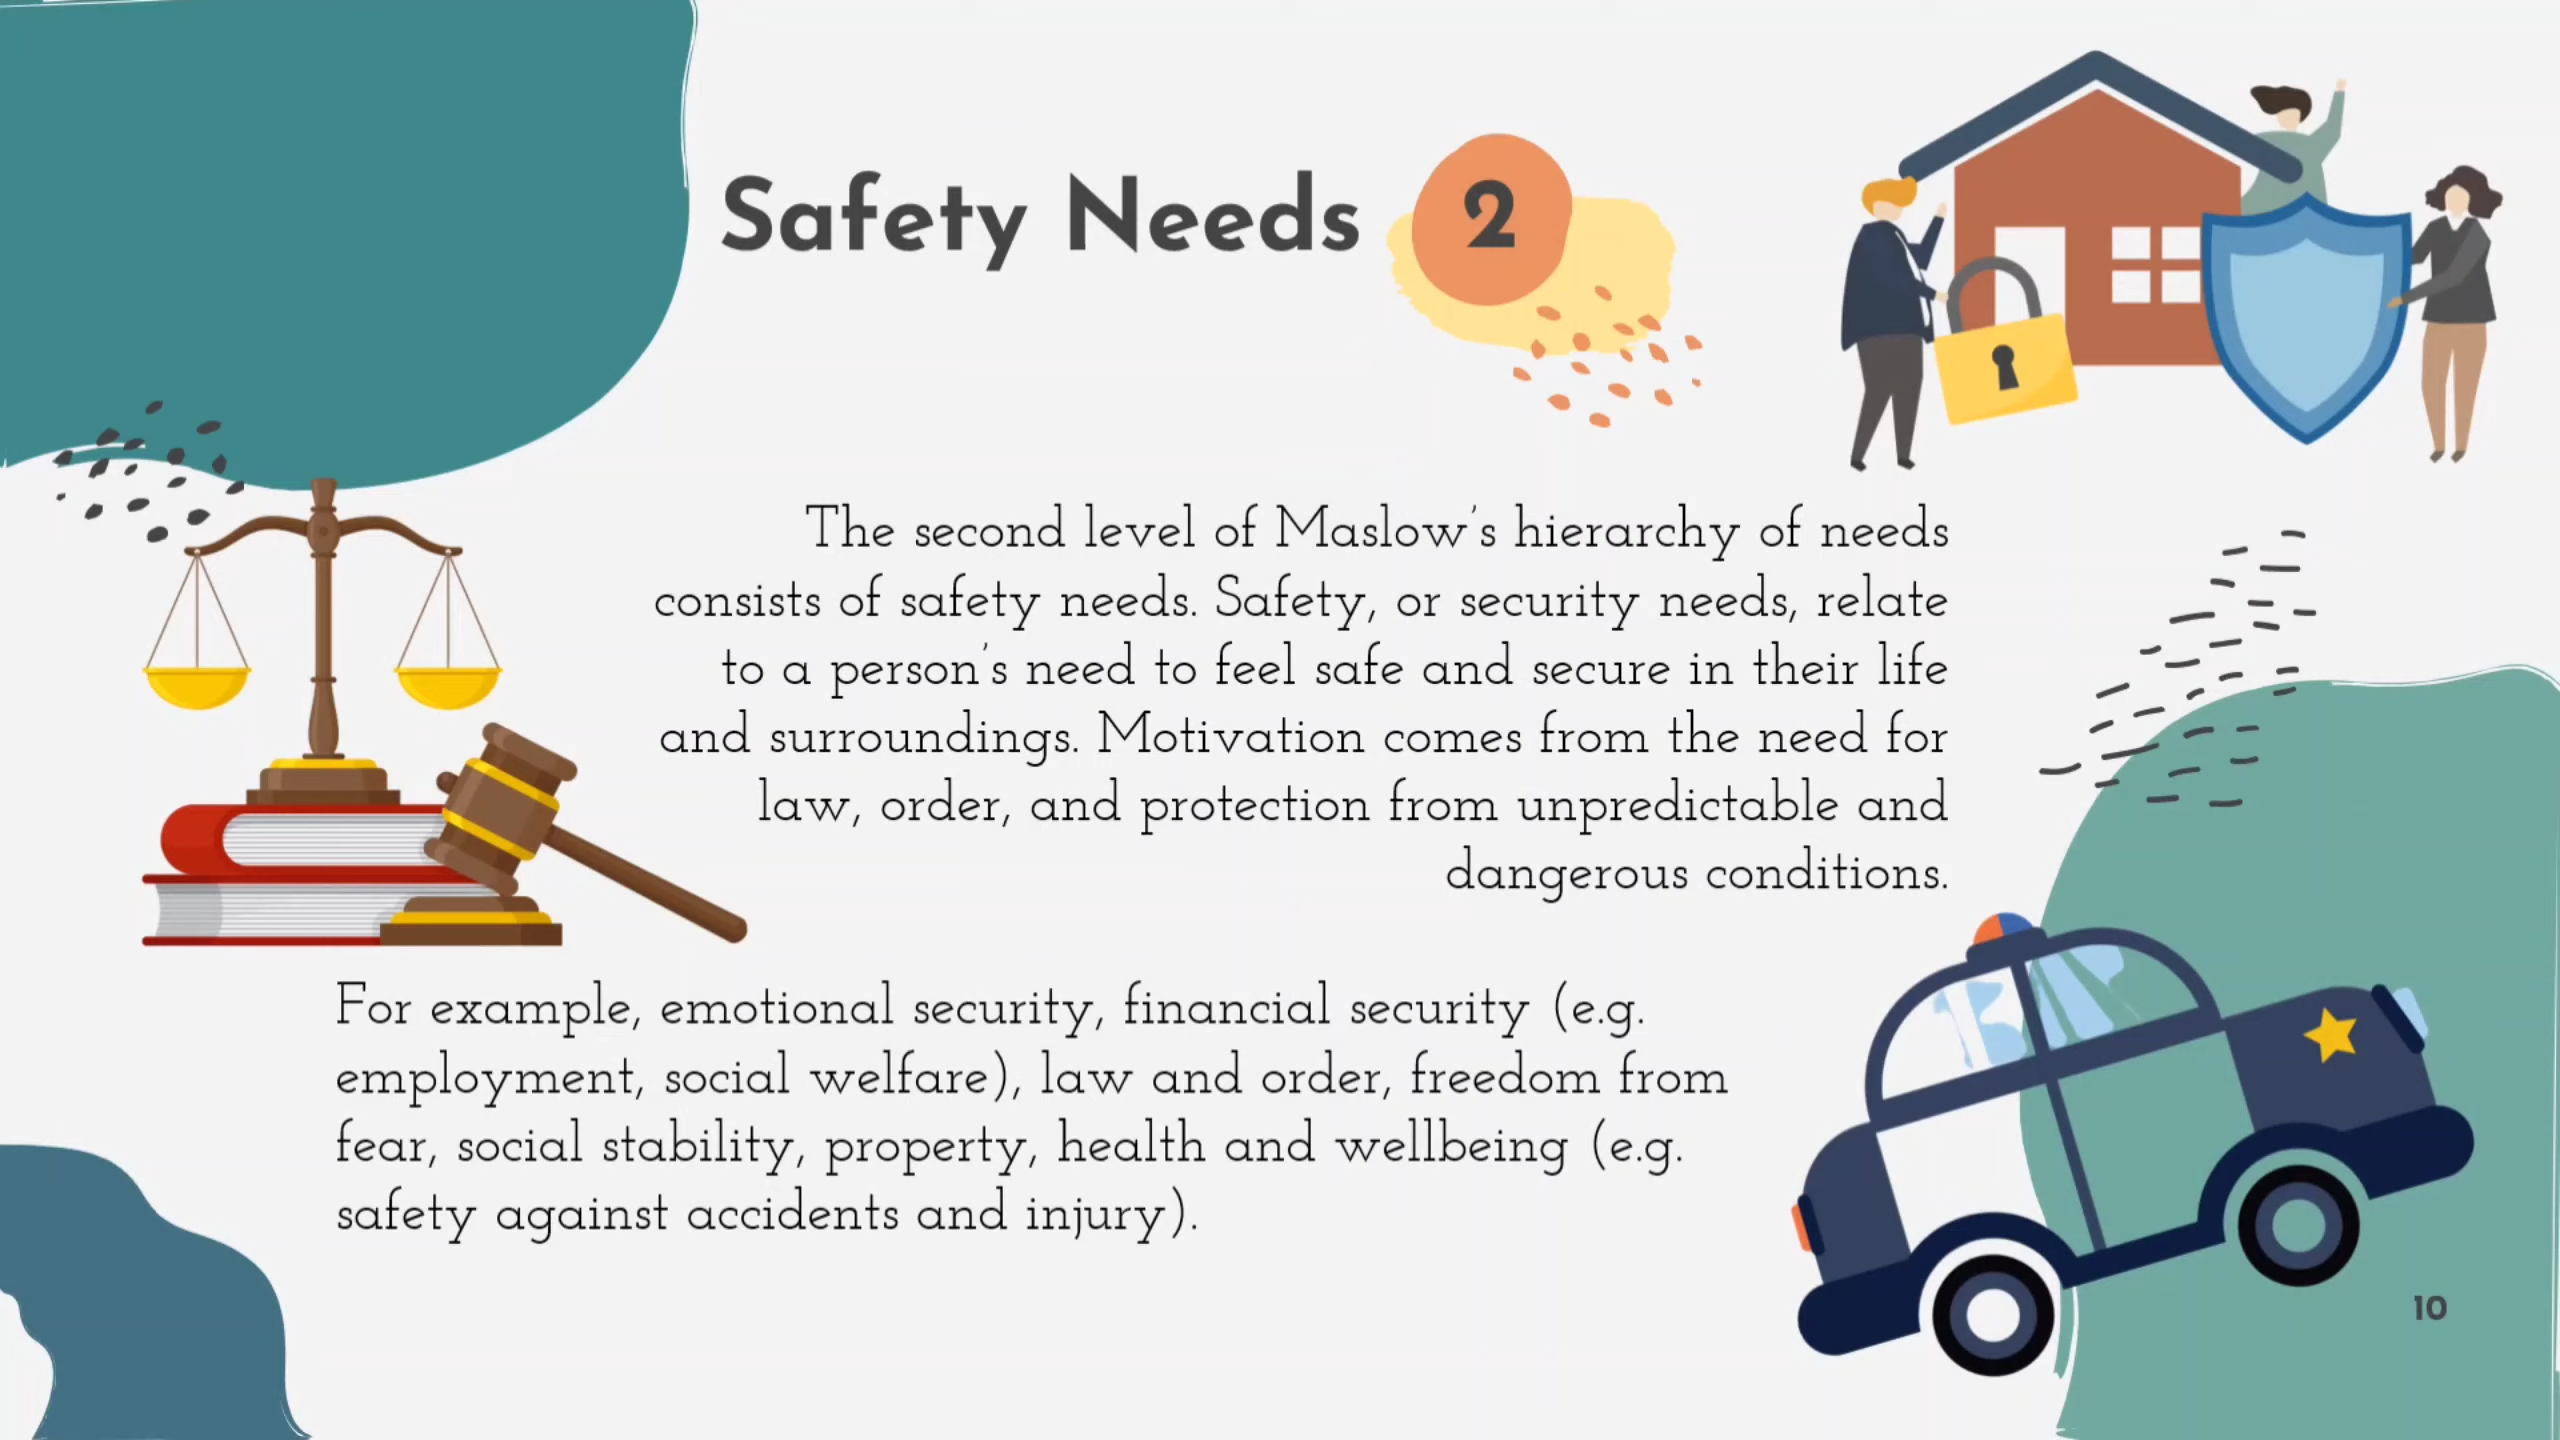 Safety Needs 2
The second level of Maslow's hierarchy of needs
consists of safety needs. Safety, or security needs, relate
to a person's need to feel safe and secure in their life
and surroundings. Motivation comes from the need for
law, order, and protection from unpredictable and
dangerous conditions.
For example, emotional security, financial security (e.g.
employment, social welfare), law and order, freedom from
fear, social stability, property, health and wellbeing (e.g.
safety against accidents and injury).
10